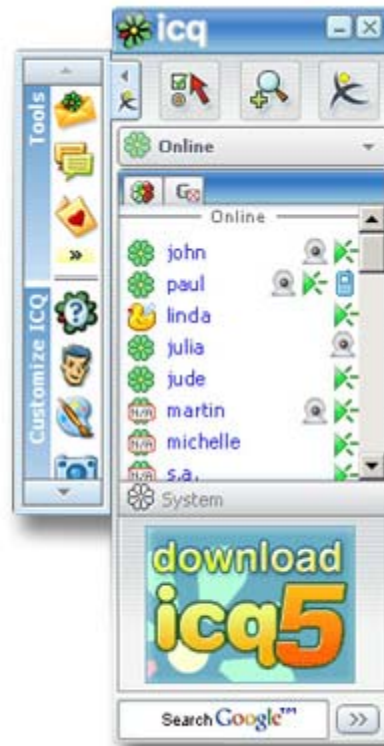 icq
Tools
Customize ICQ
Online
Online
john
paul
linda
julia
jude
N/A martin
N/A michelle
N/A s.a.
System
download
icq5
Search Google™